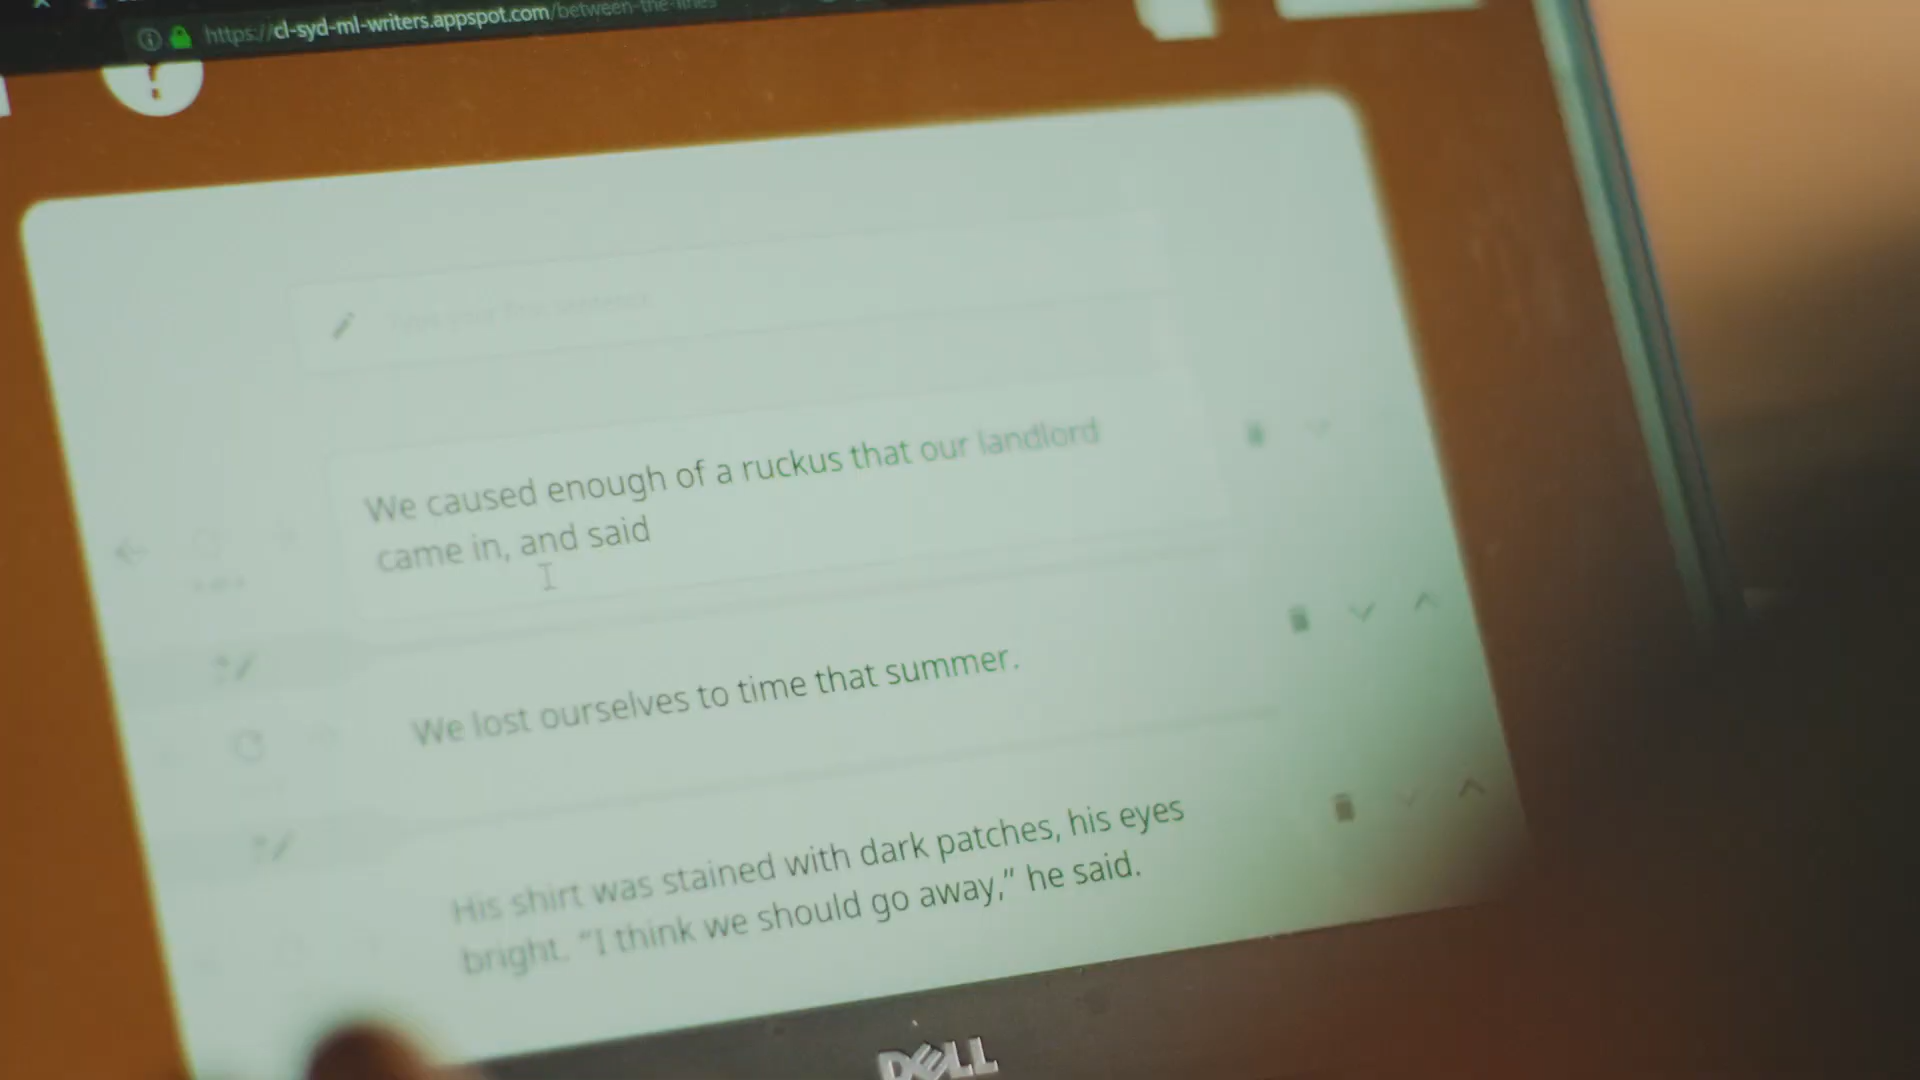 https://cl-syd-ml-writers.appspot.com/between-the-lines
?
We caused enough of a ruckus that our landlord
came in, and said
We lost ourselves to time that summer.
His shirt was stained with dark patches, his eyes
bright. “I think we should go away,” he said.
DELL